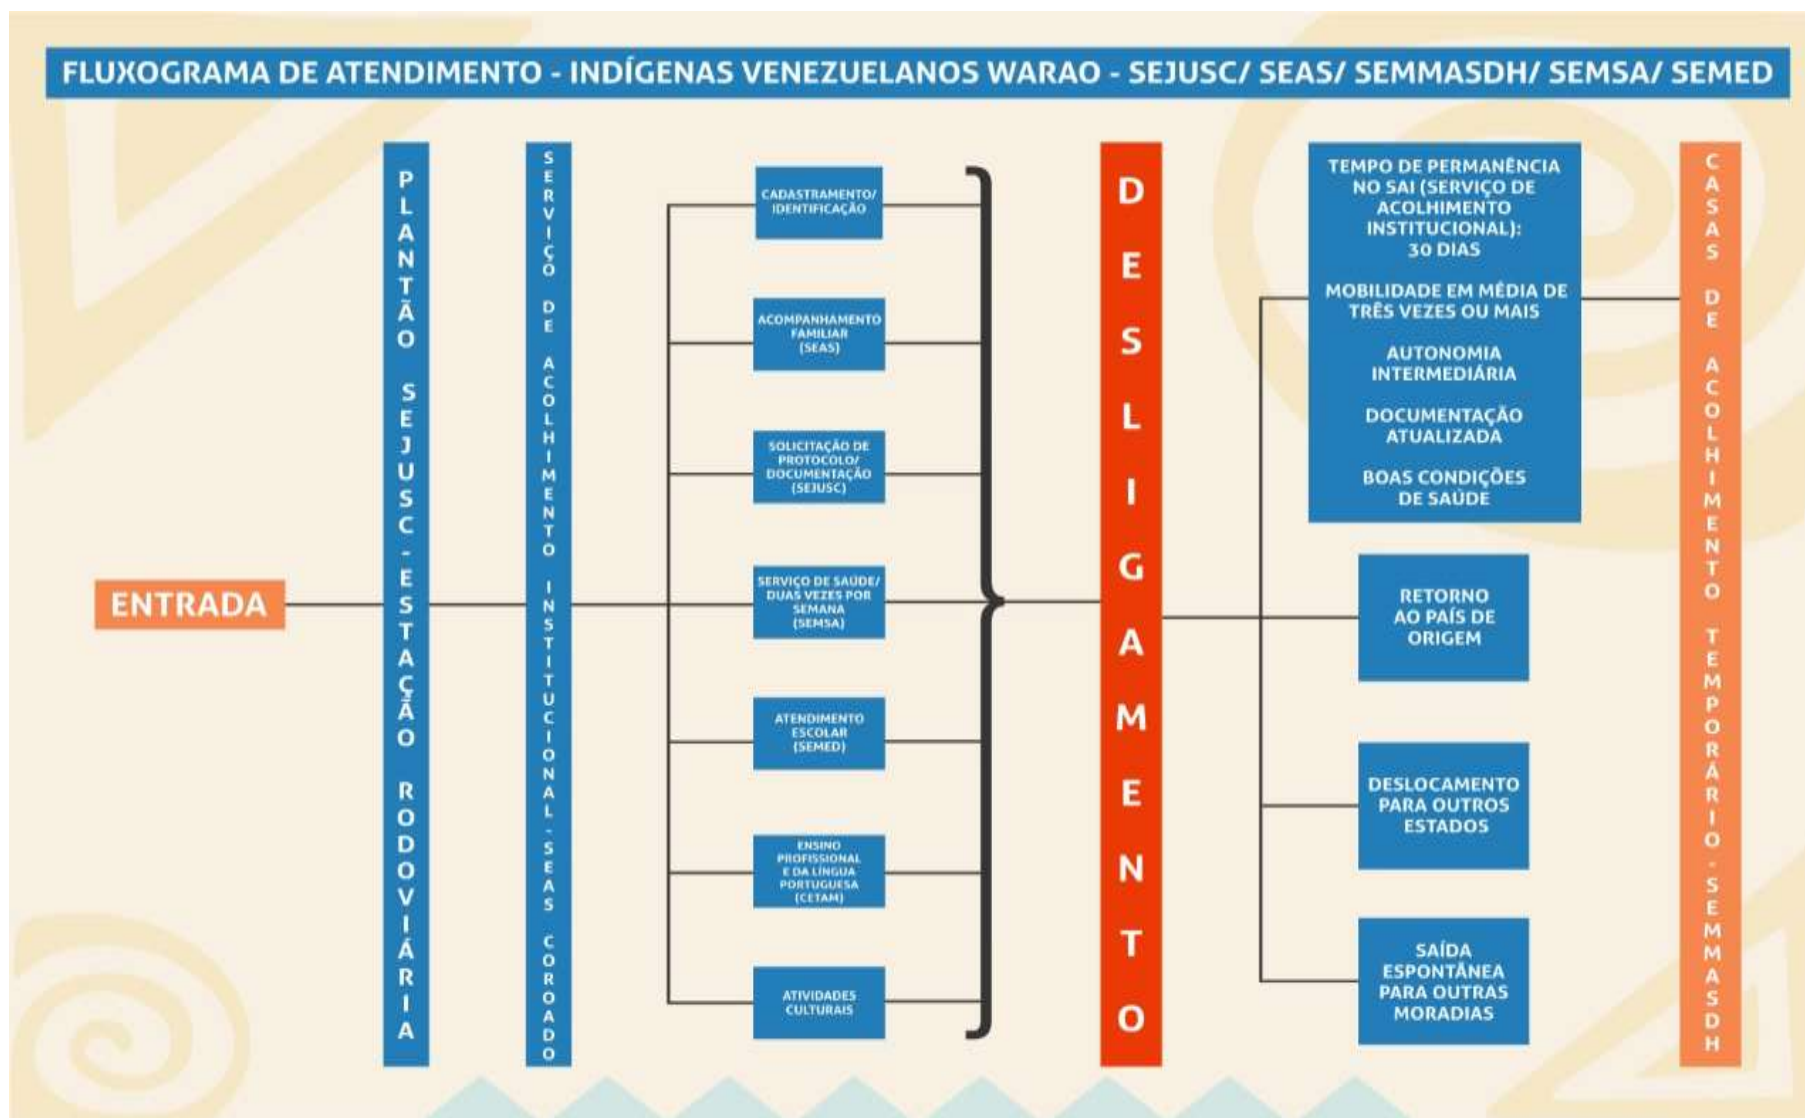 FLUXOGRAMA DE ATENDIMENTO - INDÍGENAS VENEZUELANOS WARAO - SEJUSC/ SEAS/ SEMMASDH/ SEMSA/ SEMED
ENTRADA
PLANTÃO SEJUSC-ESTAÇÃO RODOVIÁRIA
SERVIÇO DE ACOLHIMENTO INSTITUCIONAL-SEAS COROADO
CADASTRAMENTO/
IDENTIFICAÇÃO
ACOMPANHAMENTO
FAMILIAR
(SEAS)
SOLICITAÇÃO DE
PROTOCOLO/
DOCUMENTAÇÃO
(SEJUSC)
SERVIÇO DE SAÚDE/
DUAS VEZES POR
SEMANA
(SEMSA)
ATENDIMENTO
ESCOLAR
(SEMED)
ENSINO
PROFISSIONAL
E DA LÍNGUA
PORTUGUESA
(CETAM)
ATIVIDADES
CULTURAIS
DESLIGAMENTO
TEMPO DE PERMANÊNCIA
NO SAI (SERVIÇO DE
ACOLHIMENTO
INSTITUCIONAL):
30 DIAS
MOBILIDADE EM MÉDIA DE
TRÊS VEZES OU MAIS
AUTONOMIA
INTERMEDIÁRIA
DOCUMENTAÇÃO
ATUALIZADA
BOAS CONDIÇÕES
DE SAÚDE
RETORNO
AO PAÍS DE
ORIGEM
DESLOCAMENTO
PARA OUTROS
ESTADOS
SAÍDA
ESPONTÂNEA
PARA OUTRAS
MORADIAS
CASAS DE ACOLHIMENTO TEMPORÁRIO-SEMMASDH